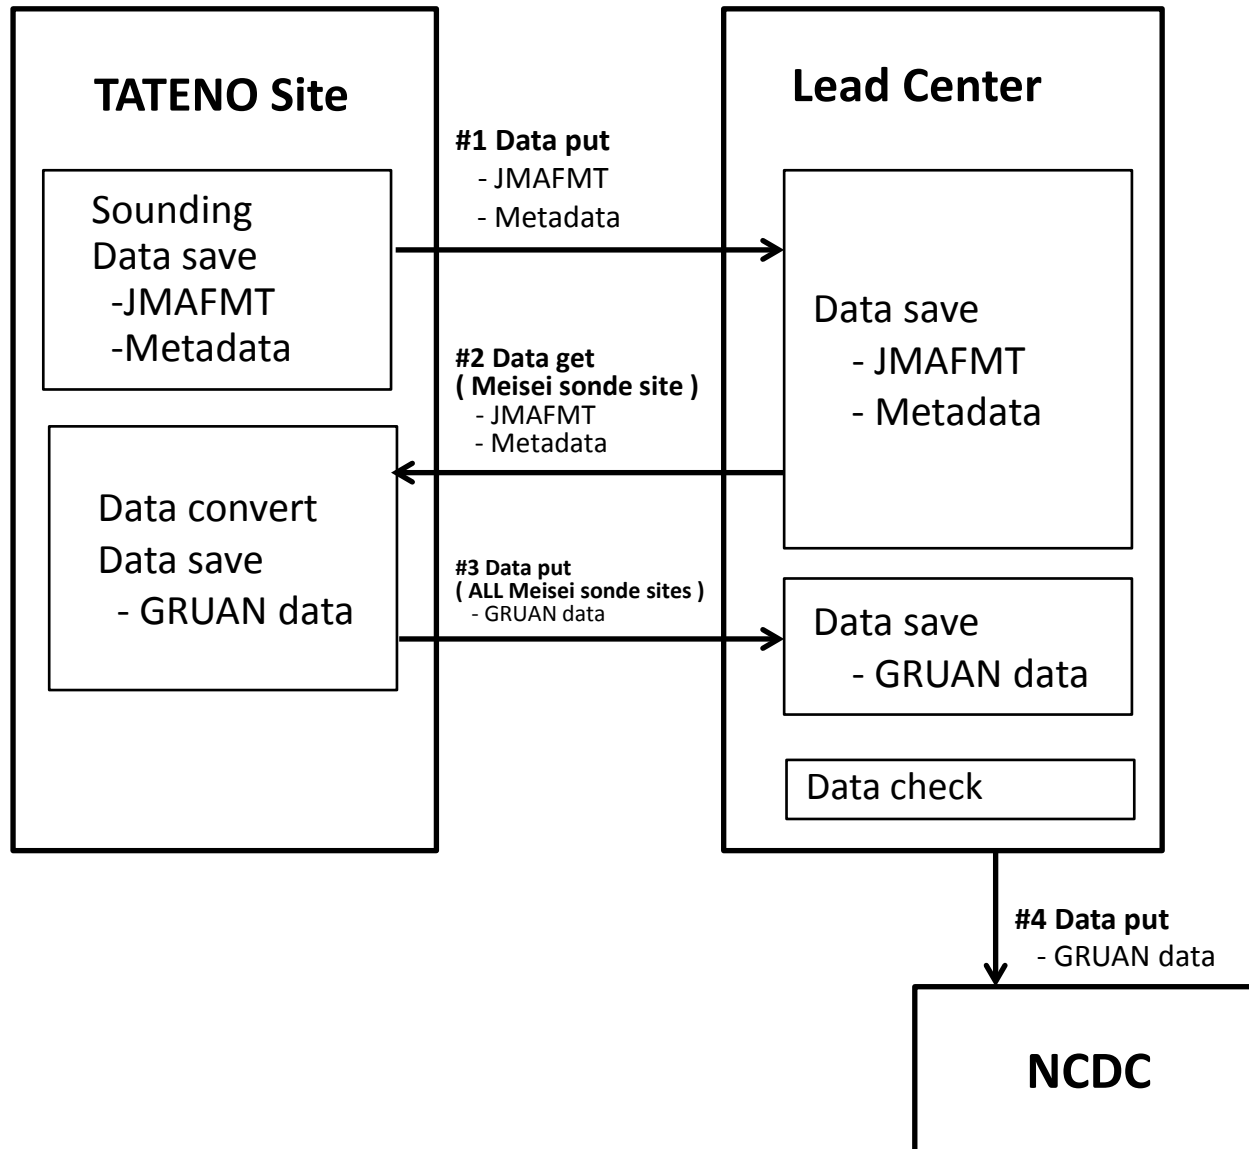 TATENO Site
Sounding
Data save
-JMAFMT
-Metadata
Data convert
Data save
- GRUAN data
#1 Data put
- JMAFMT
- Metadata
#2 Data get
( Meisei sonde site )
- JMAFMT
- Metadata
#3 Data put
( ALL Meisei sonde sites )
- GRUAN data
Lead Center
Data save
- JMAFMT
- Metadata
Data save
- GRUAN data
Data check
#4 Data put
- GRUAN data
NCDC